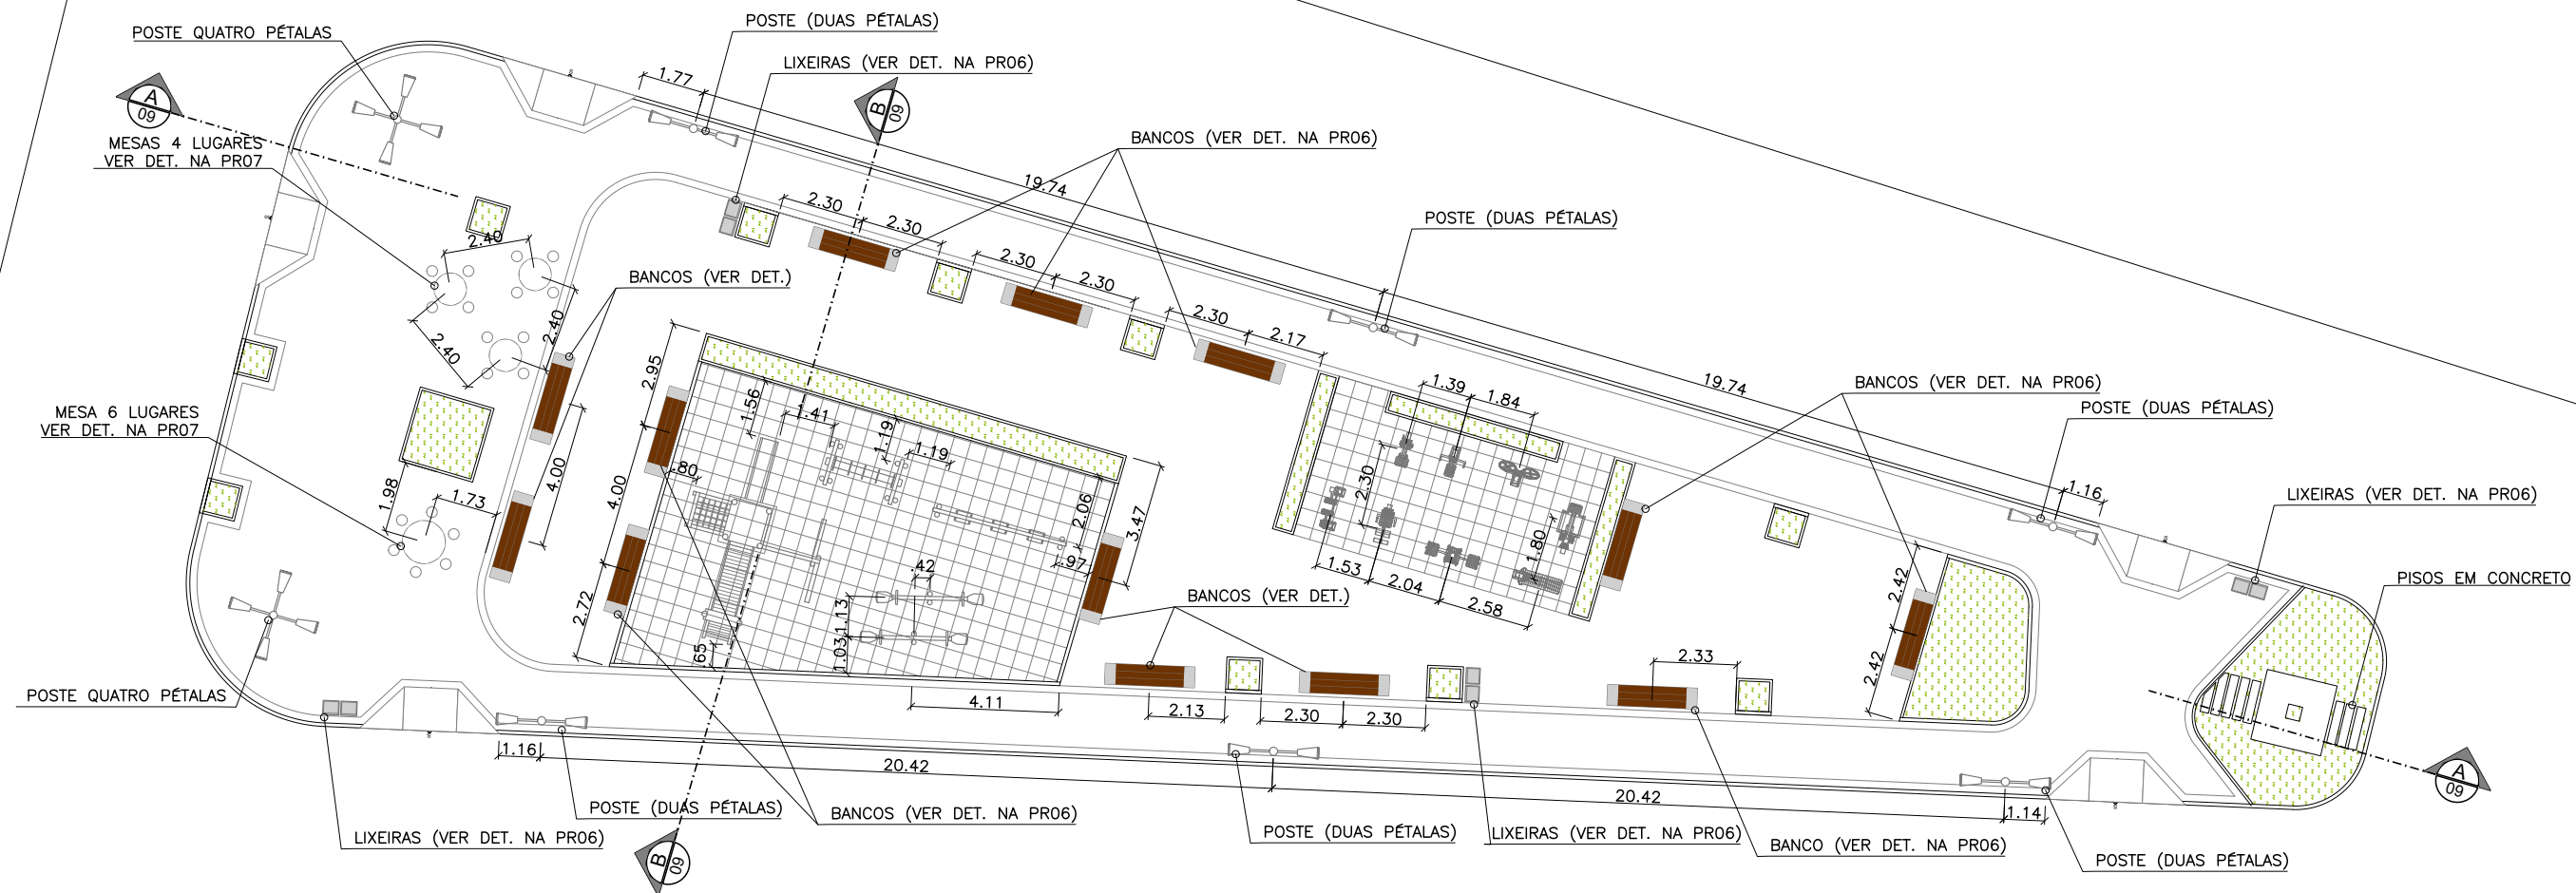 POSTE QUATRO PÉTALAS
POSTE (DUAS PÉTALAS)
LIXEIRAS (VER DET. NA PR06)
A
09
B
09
1.77
MESAS 4 LUGARES
VER DET. NA PR07
BANCOS (VER DET. NA PR06)
19.74
POSTE (DUAS PÉTALAS)
2.30
2.30
2.30
2.30
2.30
2.17
2.40
2.40
2.40
BANCOS (VER DET.)
19.74
BANCOS (VER DET. NA PR06)
POSTE (DUAS PÉTALAS)
1.16
LIXEIRAS (VER DET. NA PR06)
PISOS EM CONCRETO
MESA 6 LUGARES
VER DET. NA PR07
1.98
1.73
4.00
2.95
4.00
2.72
1.56
1.41
1.19
1.19
.80
2.06
3.47
.97
.42
1.13
1.03
.65
4.11
1.39
1.84
2.30
1.80
1.53
2.04
2.58
BANCOS (VER DET.)
2.42
2.42
2.33
2.13
2.30
2.30
POSTE QUATRO PÉTALAS
1.16
20.42
20.42
1.14
A
09
POSTE (DUAS PÉTALAS)
BANCOS (VER DET. NA PR06)
LIXEIRAS (VER DET. NA PR06)
B
09
POSTE (DUAS PÉTALAS)
LIXEIRAS (VER DET. NA PR06)
BANCO (VER DET. NA PR06)
POSTE (DUAS PÉTALAS)